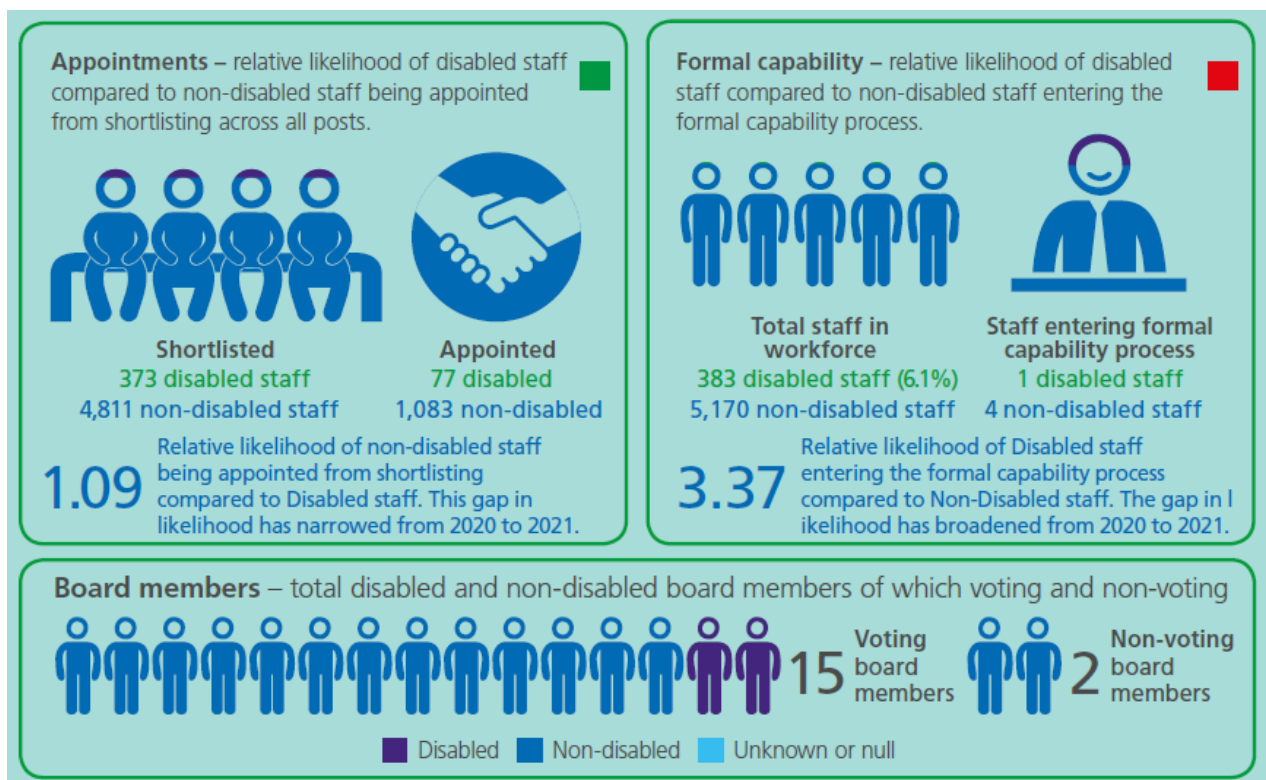 Appointments – relative likelihood of disabled staff
compared to non-disabled staff being appointed
from shortlisting across all posts.
Shortlisted
373 disabled staff
4,811 non-disabled staff
Appointed
77 disabled
1,083 non-disabled
1.09
Relative likelihood of non-disabled staff
being appointed from shortlisting
compared to Disabled staff. This gap in
likelihood has narrowed from 2020 to 2021.
Formal capability – relative likelihood of disabled
staff compared to non-disabled staff entering the
formal capability process.
Total staff in
workforce
383 disabled staff (6.1%)
5,170 non-disabled staff
Staff entering formal
capability process
1 disabled staff
4 non-disabled staff
3.37
Relative likelihood of Disabled staff
entering the formal capability process
compared to Non-Disabled staff. The gap in l
ikelihood has broadened from 2020 to 2021.
Board members – total disabled and non-disabled board members of which voting and non-voting
15
Voting
board
members
2
Non-voting
board
members
Disabled
Non-disabled
Unknown or null